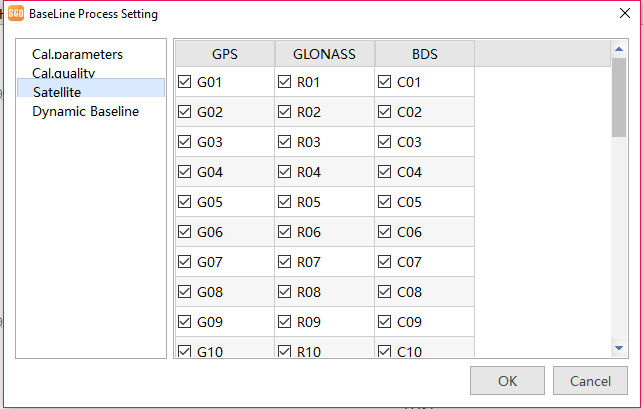 SGO BaseLine Process Setting
Cal.parameters
Cal.quality
Satellite
Dynamic Baseline
GPS GLONASS BDS
G01 R01 C01
G02 R02 C02
G03 R03 C03
G04 R04 C04
G05 R05 C05
G06 R06 C06
G07 R07 C07
G08 R08 C08
G09 R09 C09
G10 R10 C10
OK Cancel